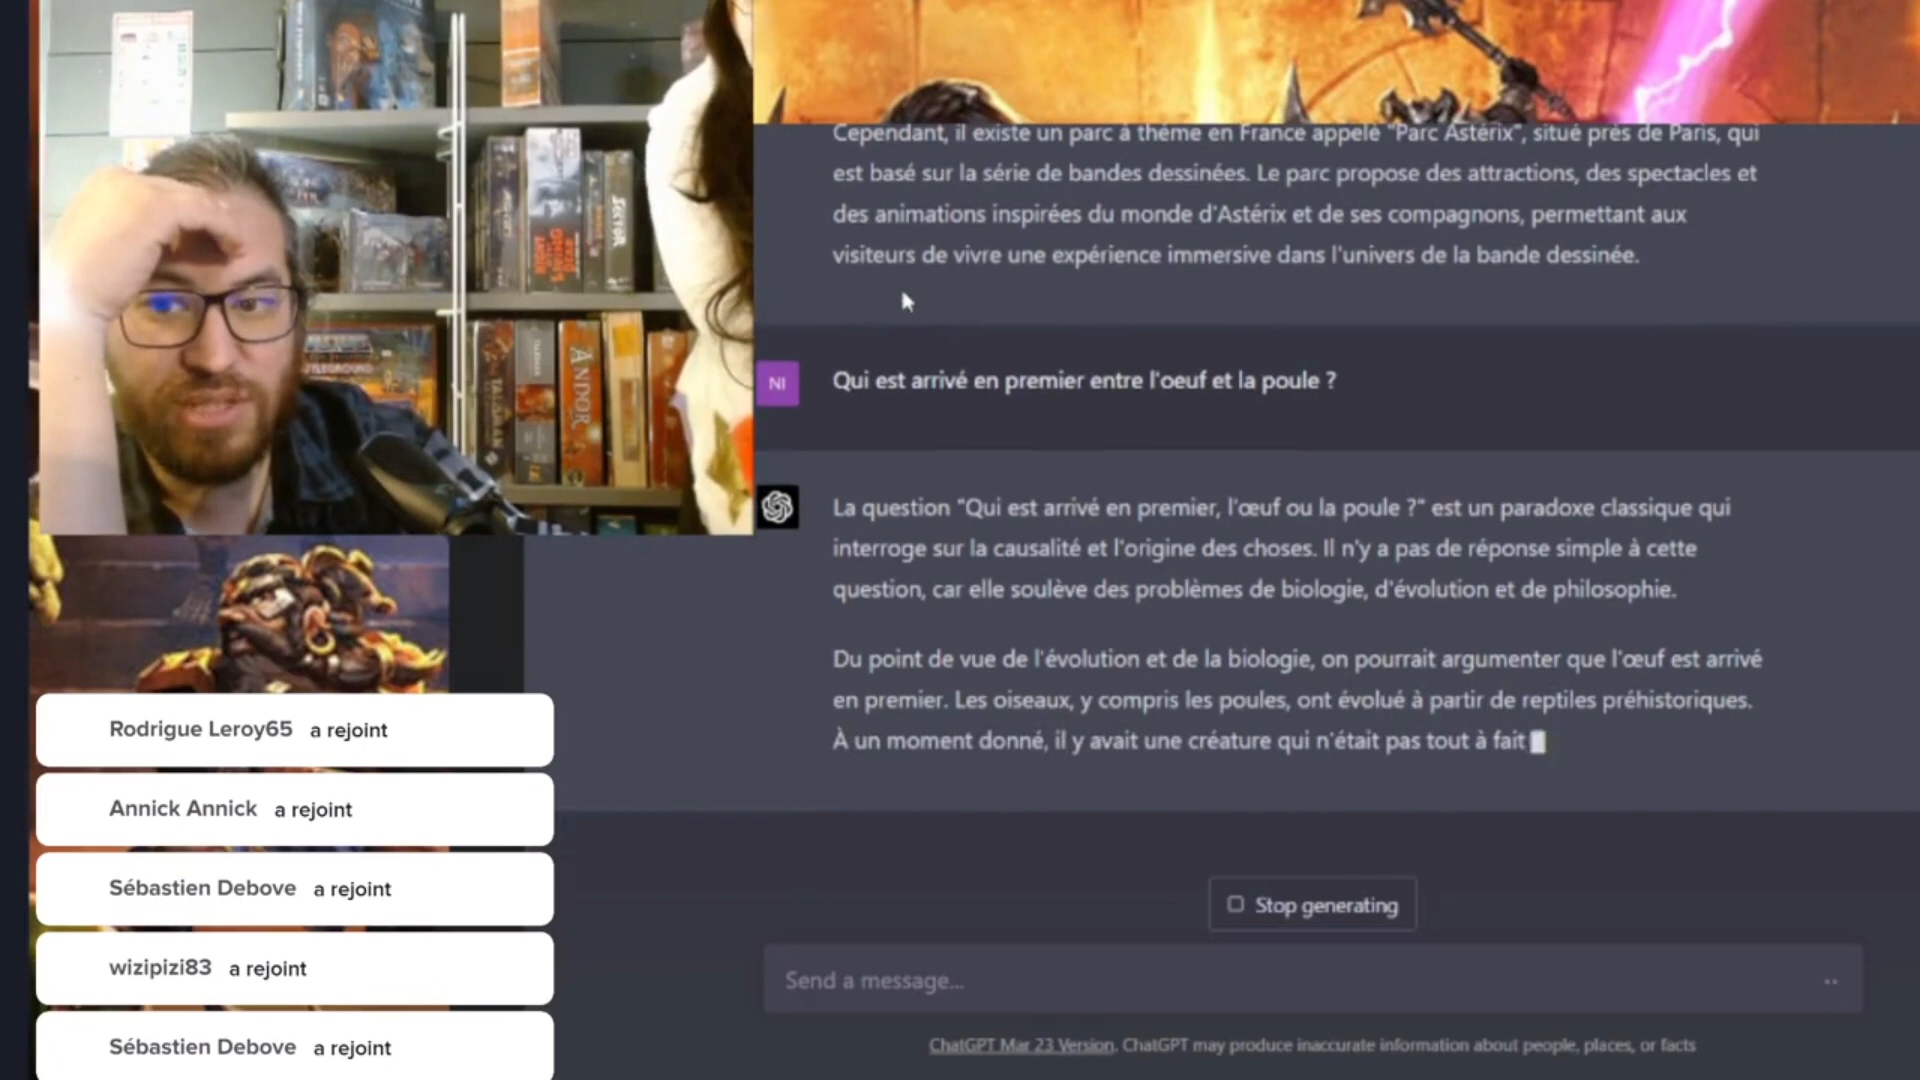 Cependant, il existe un parc à thème en France appelé "Parc Astérix", situé près de Paris, qui
est basé sur la série de bandes dessinées. Le parc propose des attractions, des spectacles et
des animations inspirées du monde d'Astérix et de ses compagnons, permettant aux
visiteurs de vivre une expérience immersive dans l'univers de la bande dessinée.
NI
Qui est arrivé en premier entre l'oeuf et la poule ?
La question "Qui est arrivé en premier, l'œuf ou la poule ?" est un paradoxe classique qui
interroge sur la causalité et l'origine des choses. Il n'y a pas de réponse simple à cette
question, car elle soulève des problèmes de biologie, d'évolution et de philosophie.
Du point de vue de l'évolution et de la biologie, on pourrait argumenter que l'œuf est arrivé
en premier. Les oiseaux, y compris les poules, ont évolué à partir de reptiles préhistoriques.
À un moment donné, il y avait une créature qui n'était pas tout à fait
Stop generating
Send a message...
ChatGPT Mar 23 Version. ChatGPT may produce inaccurate information about people, places, or facts
ANDOR
Rodrigue Leroy65 a rejoint
Annick Annick a rejoint
Sébastien Debove a rejoint
wizipizi83 a rejoint
Sébastien Debove a rejoint